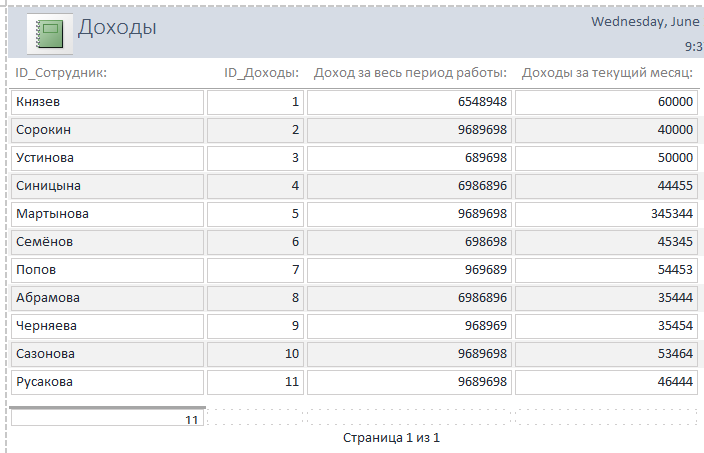 Доходы
Wednesday, June
9:3
ID_Сотрудник: ID_Доходы: Доход за весь период работы: Доходы за текущий месяц:
Князев 1 6548948 60000
Сорокин 2 9689698 40000
Устинова 3 689698 50000
Синицына 4 6986896 44455
Мартынова 5 9689698 345344
Семёнов 6 698698 45345
Попов 7 969689 54453
Абрамова 8 6986896 35444
Черняева 9 968969 35454
Сазонова 10 9689698 53464
Русакова 11 9689698 46444
11
Страница 1 из 1